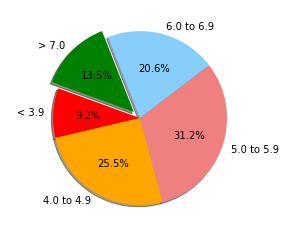 6.0 to 6.9
> 7.0
20.6%
13.5%
< 3.9
9.2%
31.2%
5.0 to 5.9
25.5%
4.0 to 4.9